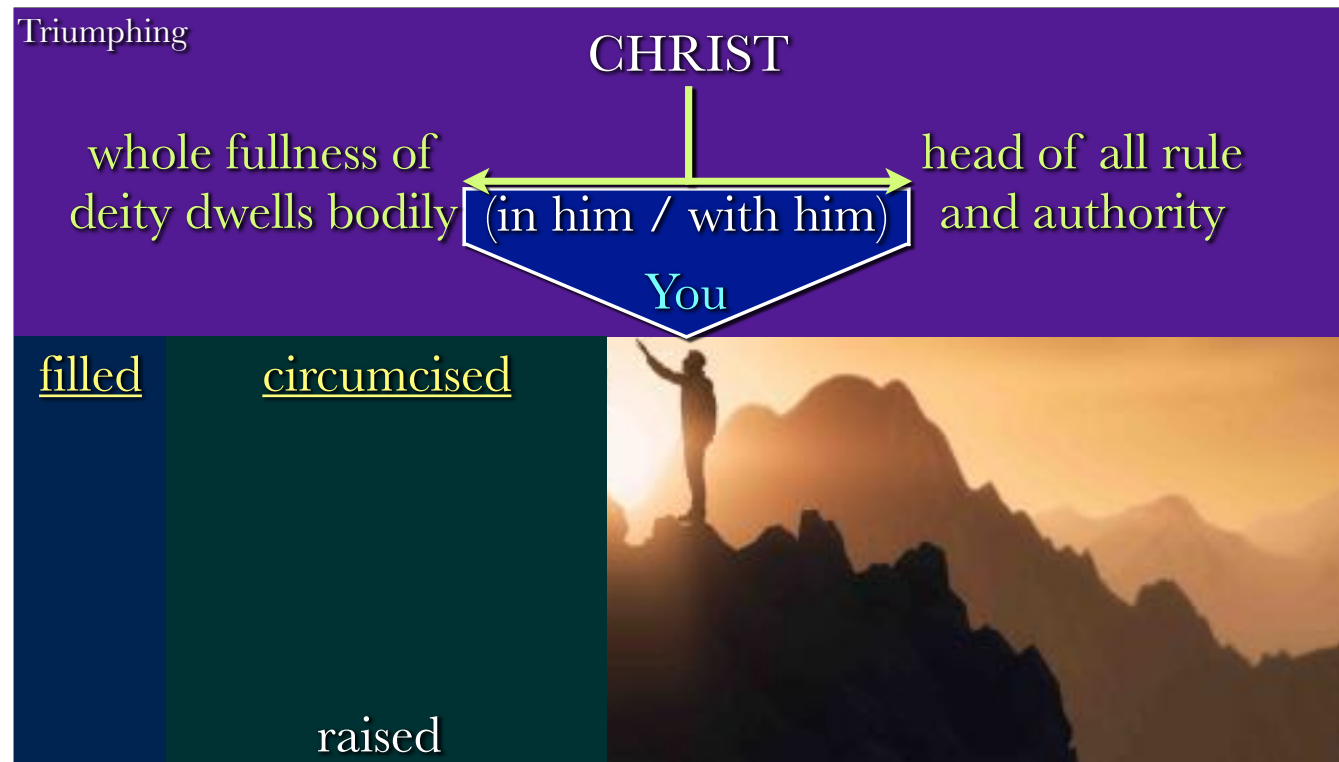 Triumphing
CHRIST
whole fullness of
deity dwells bodily
head of all rule
and authority
(in him / with him)
You
filled
circumcised
raised